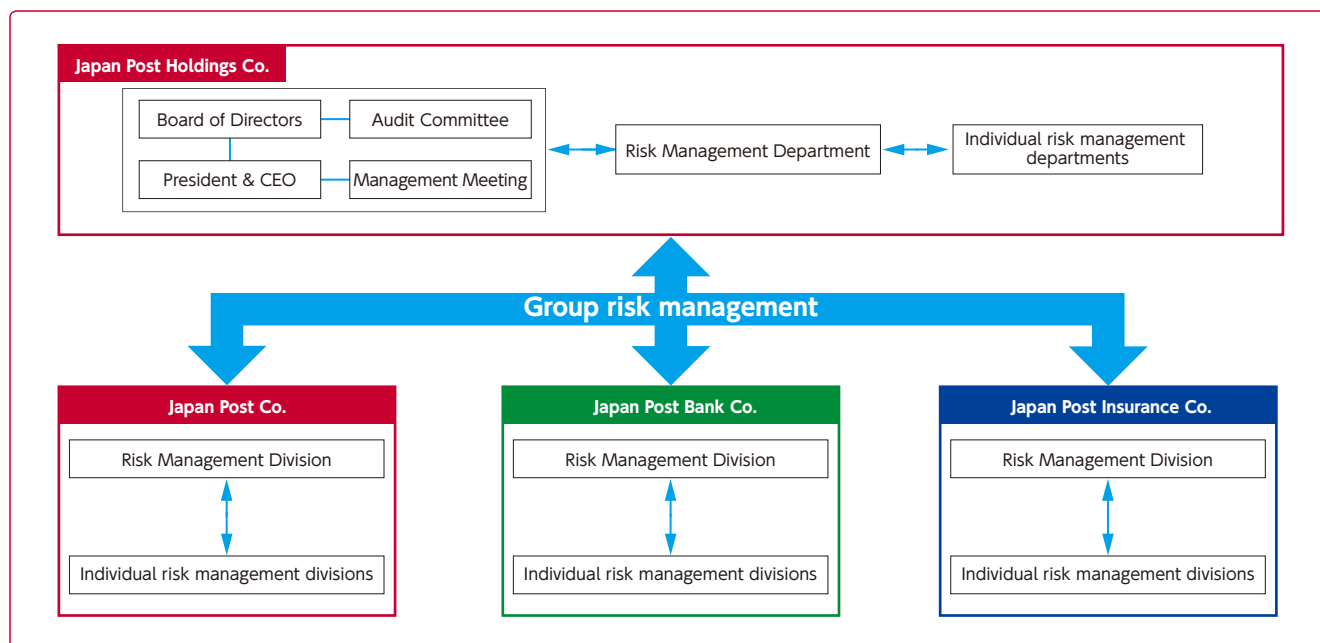 Japan Post Holdings Co.
Board of Directors
Audit Committee
President & CEO
Management Meeting
Risk Management Department
Individual risk management
departments
Group risk management
Japan Post Co.
Risk Management Division
Individual risk management divisions
Japan Post Bank Co.
Risk Management Division
Individual risk management divisions
Japan Post Insurance Co.
Risk Management Division
Individual risk management divisions